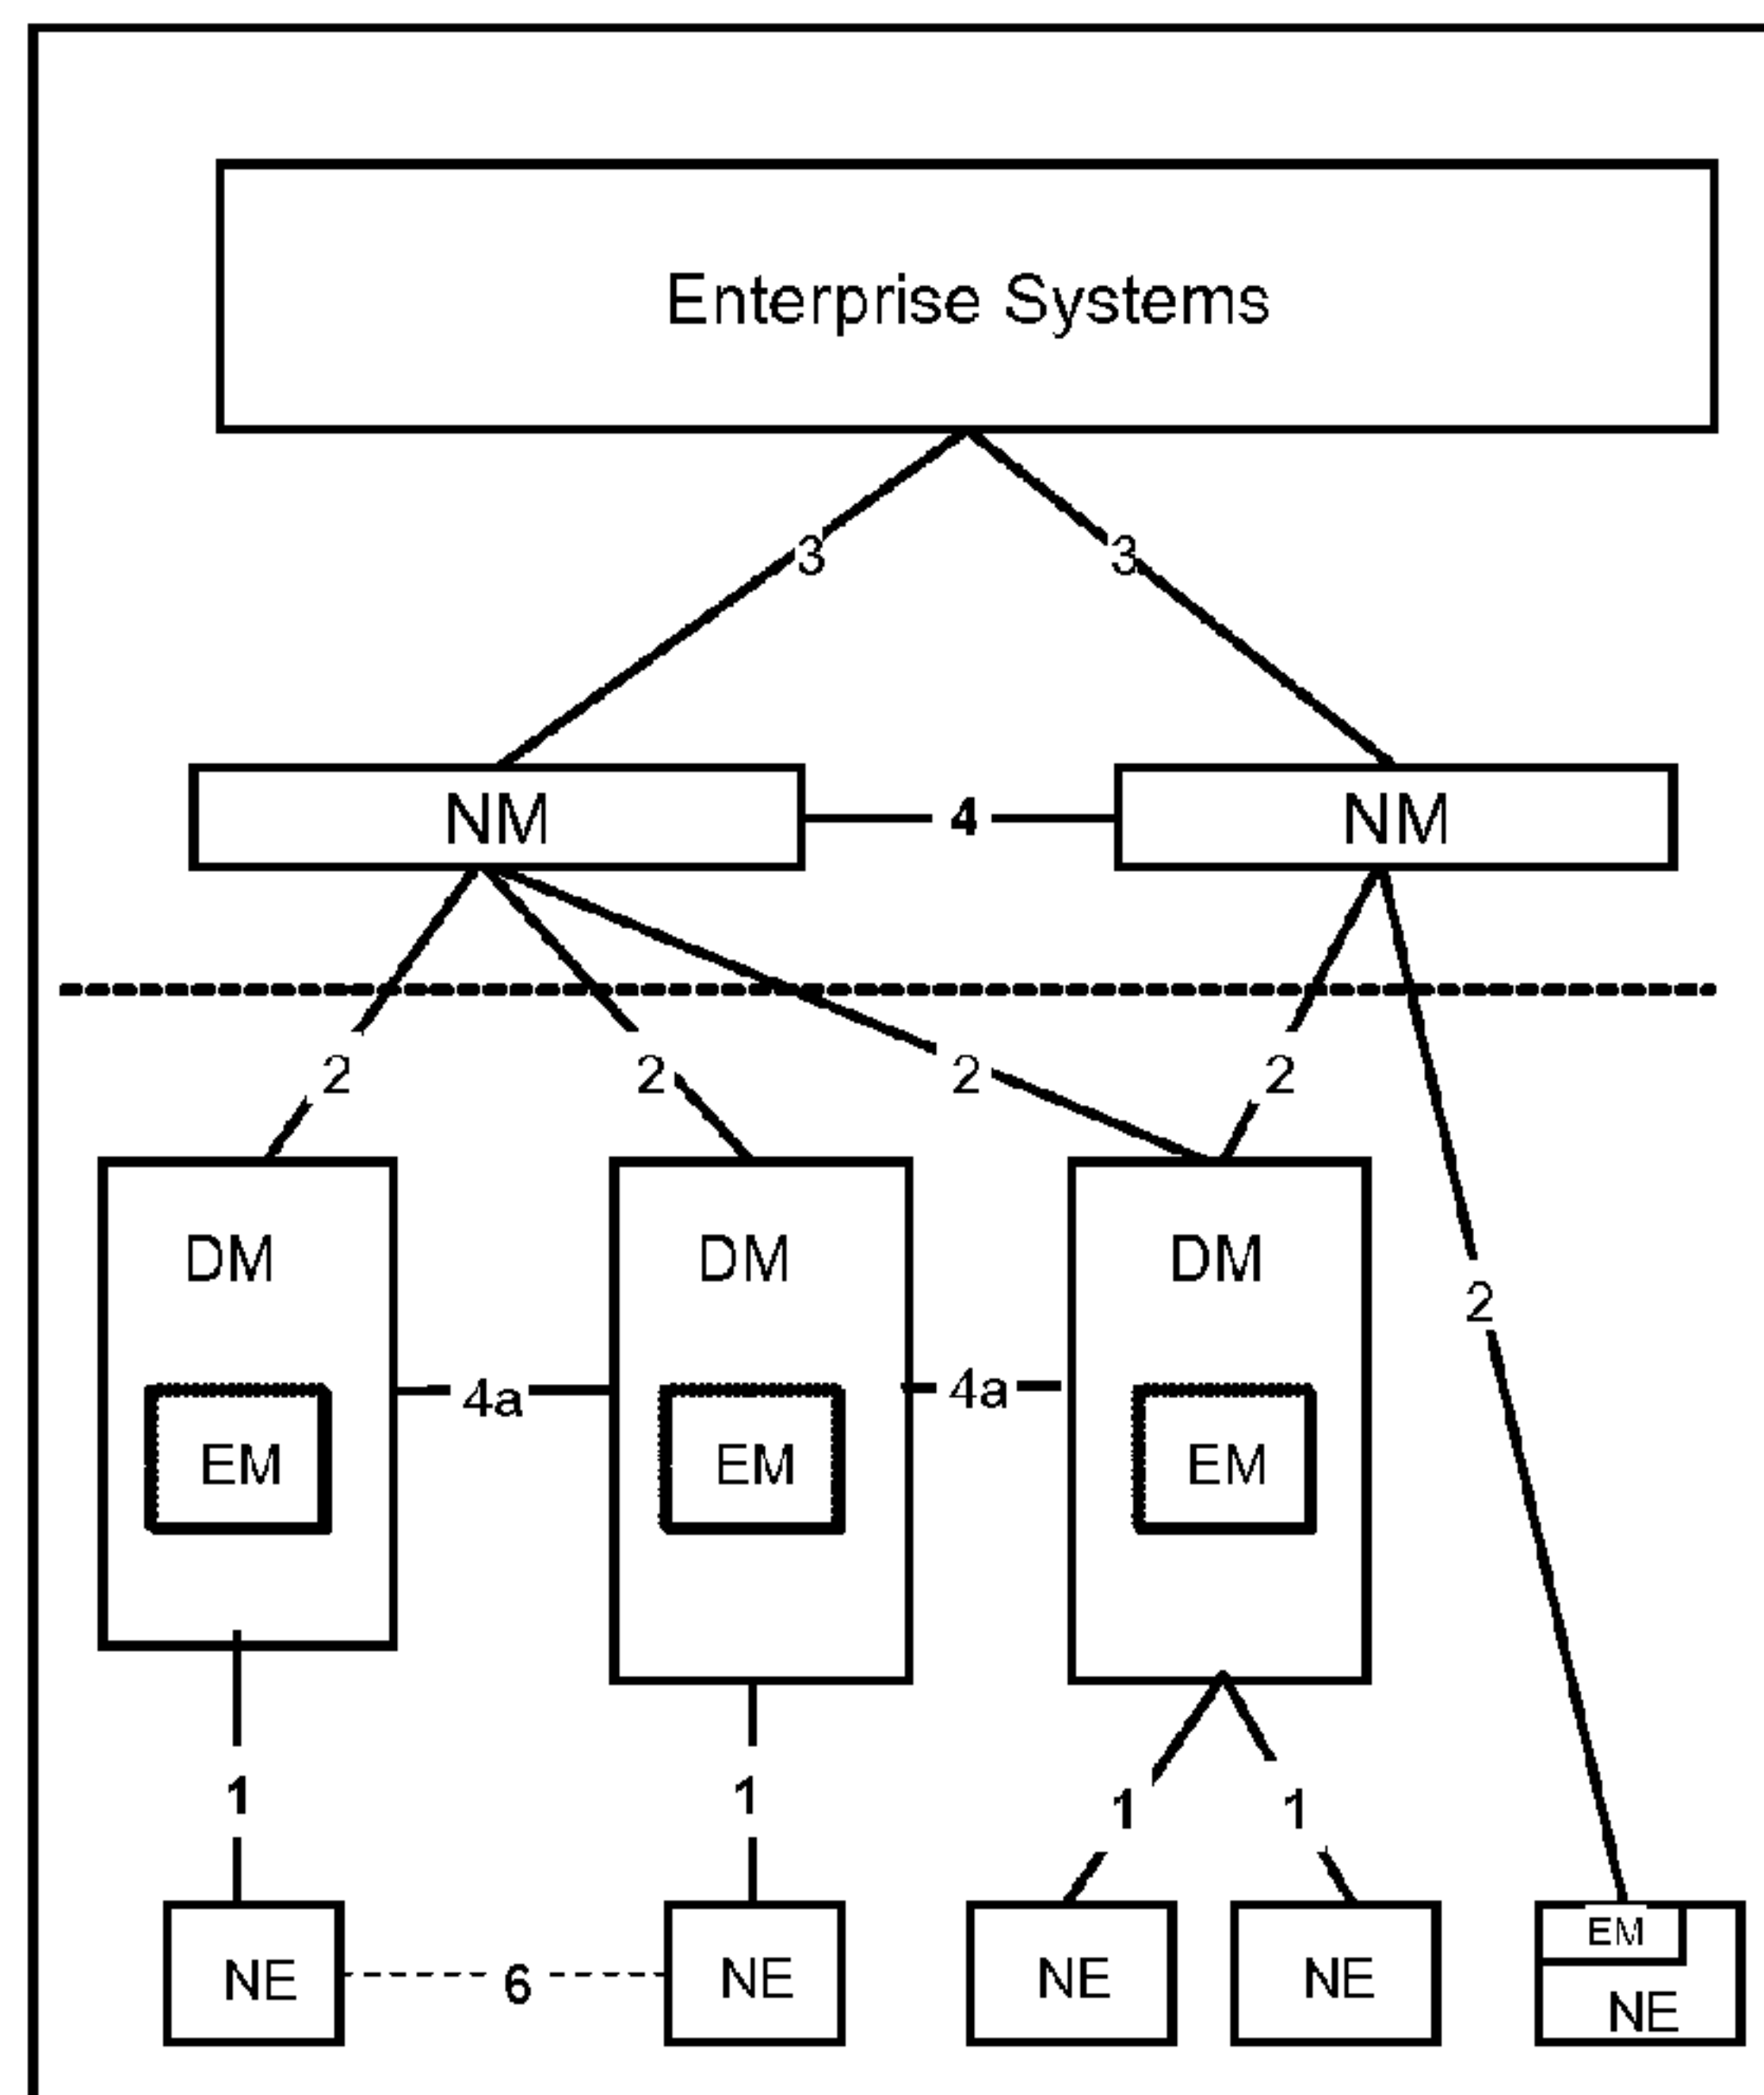 Enterprise Systems
3 3
NM 4 NM
2 2 2 2
DM DM DM
2
4a 4a
EM EM EM
1 1 1 1
EM
NE 6 NE NE NE NE